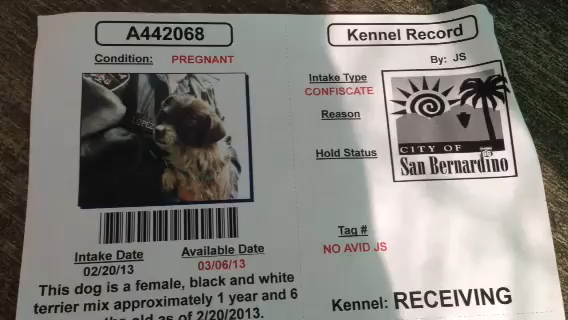 A442068
Condition: PREGNANT
LOPEZ
Intake Date
02/20/13
Available Date
03/06/13
This dog is a female, black and white
terrier mix approximately 1 year and 6
old as of 2/20/2013.
Kennel Record
By: JS
Intake Type
CONFISCATE
Reason
Hold Status
CITY OF
San Bernardino
Tag #
NO AVID JS
Kennel: RECEIVING